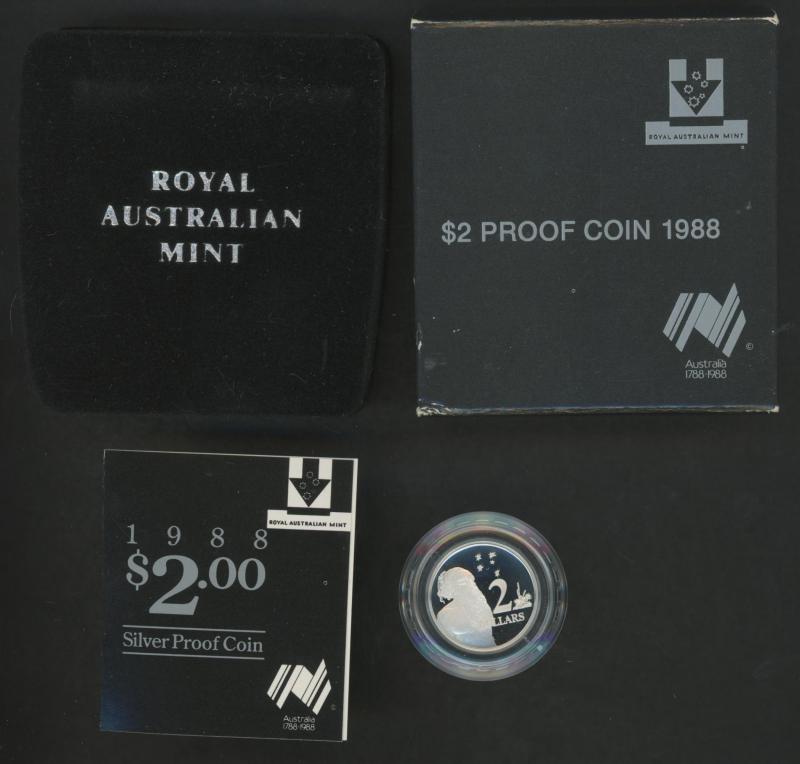 ROYAL
AUSTRALIAN
MINT
ROYAL AUSTRALIAN MINT
$2 PROOF COIN 1988
©
Australia
1788-1988
ROYAL AUSTRALIAN MINT
1988
$2.00
Silver Proof Coin
©
Australia
1788-1988
2
LLARS